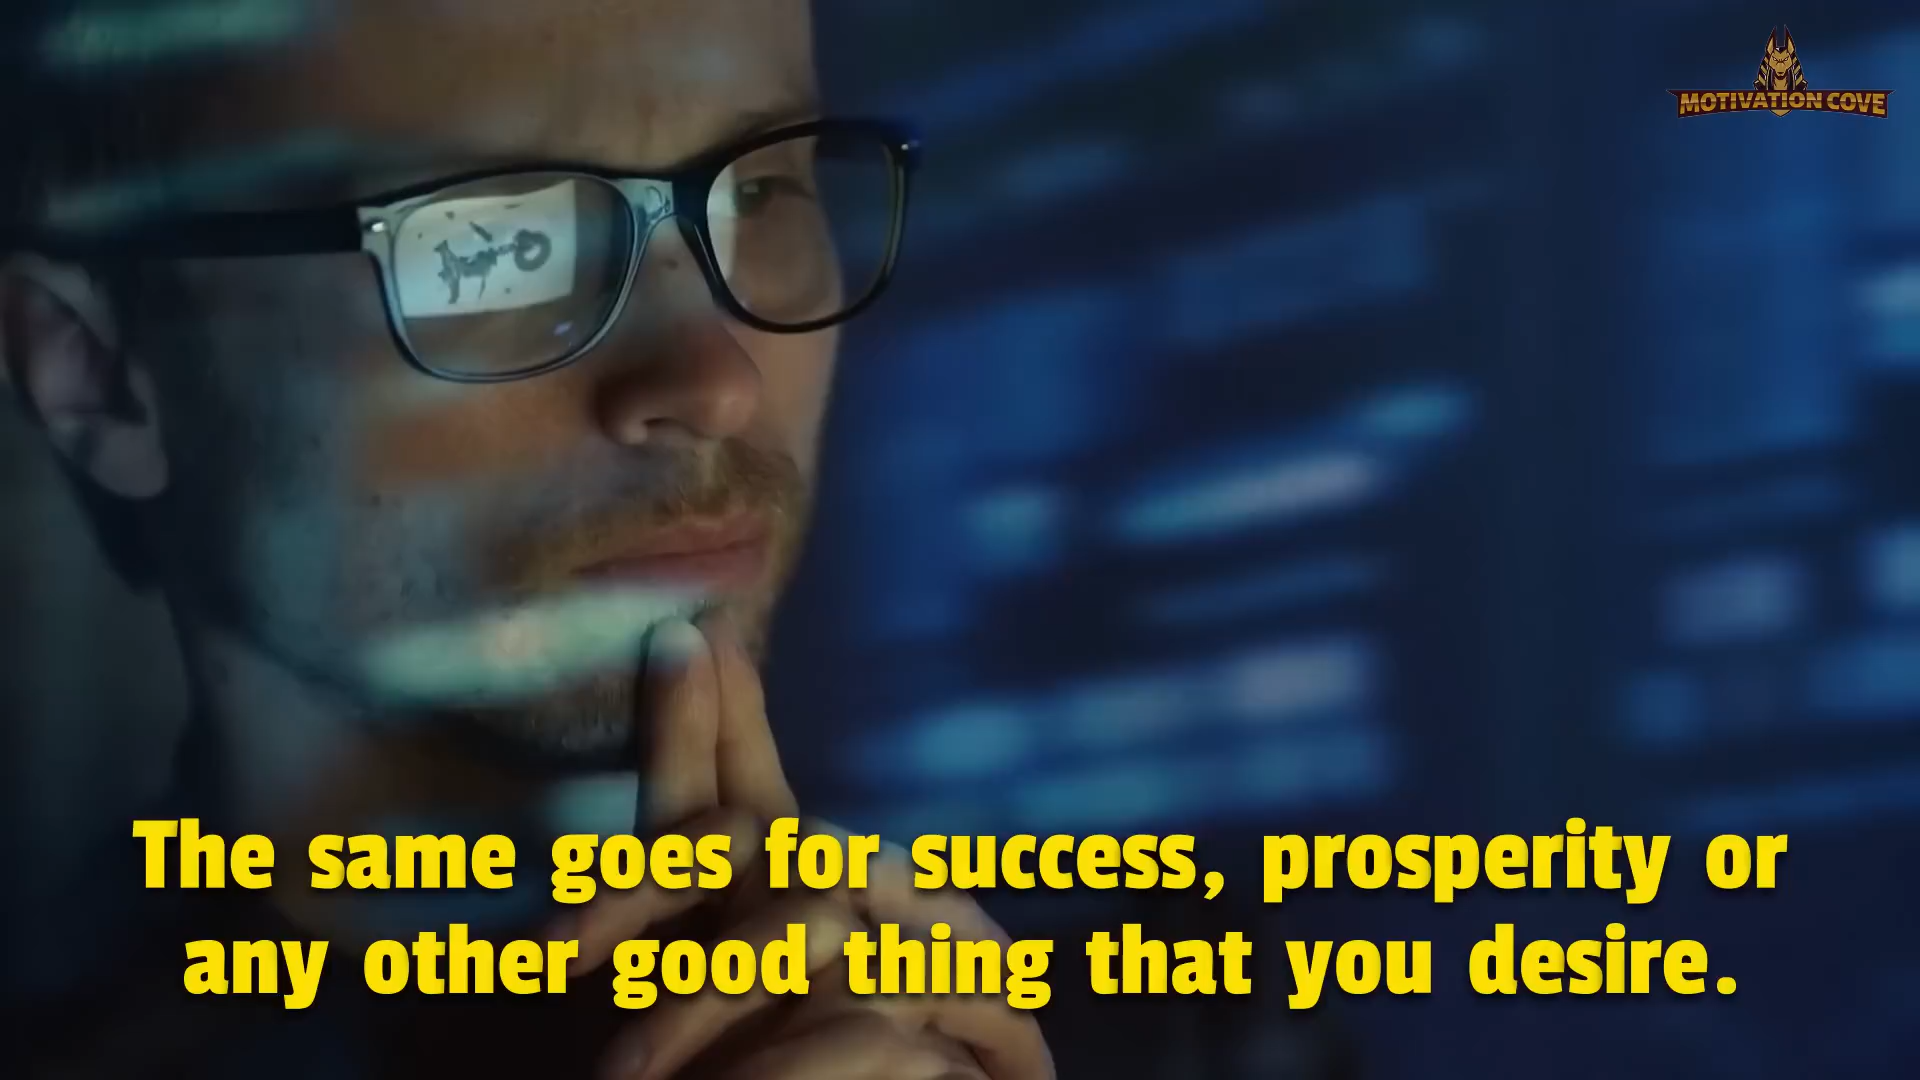 MOTIVATION COVE
The same goes for success, prosperity or
any other good thing that you desire.